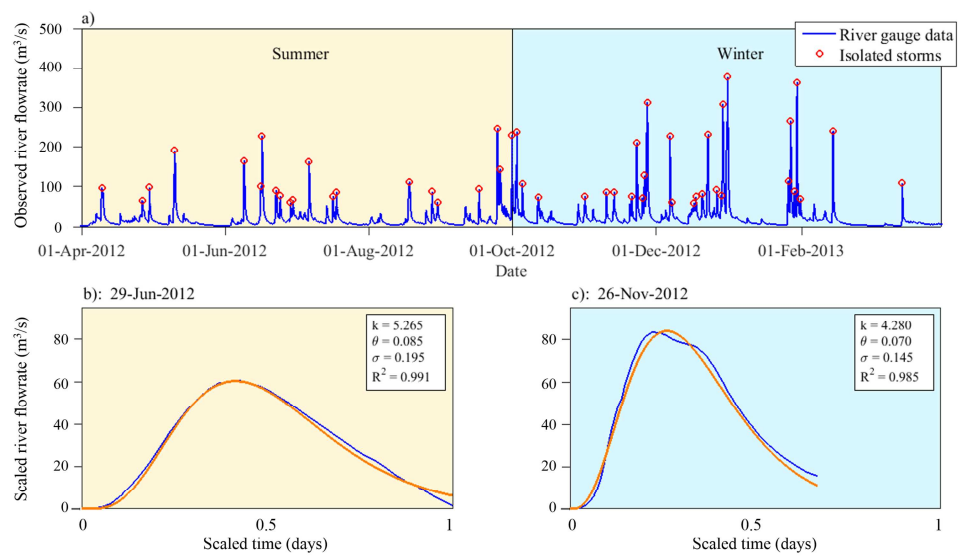 a)
Summer
Winter
River gauge data
Isolated storms
Observed river flowrate (m³/s)
500
400
300
200
100
0
01-Apr-2012 01-Jun-2012 01-Aug-2012 01-Oct-2012 01-Dec-2012 01-Feb-2013
Date
b): 29-Jun-2012
k = 5.265
θ = 0.085
σ = 0.195
R² = 0.991
Scaled river flowrate (m³/s)
80
60
40
20
0
0 0.5 1
Scaled time (days)
c): 26-Nov-2012
k = 4.280
θ = 0.070
σ = 0.145
R² = 0.985
80
60
40
20
0
0 0.5 1
Scaled time (days)